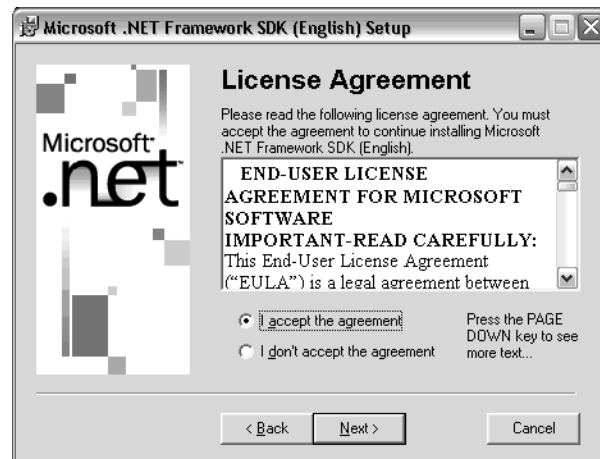 Microsoft .NET Framework SDK (English) Setup
Microsoft
.net
License Agreement
Please read the following license agreement. You must
accept the agreement to continue installing Microsoft
.NET Framework SDK (English).
END-USER LICENSE
AGREEMENT FOR MICROSOFT
SOFTWARE
IMPORTANT-READ CAREFULLY:
This End-User License Agreement
(“EULA”) is a legal agreement between
I accept the agreement
I don't accept the agreement
Press the PAGE
DOWN key to see
more text...
< Back
Next >
Cancel